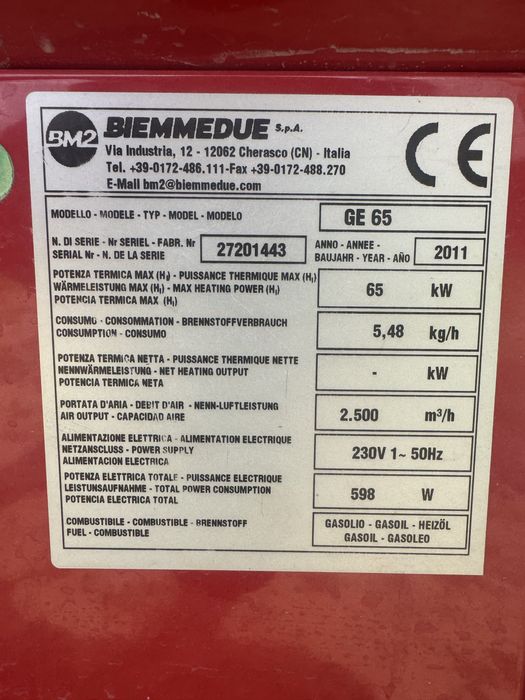 BM2 BIEMMEDUE S.p.A.
Via Industria, 12 - 12062 Cherasco (CN) - Italia
Tel. +39-0172-486.111-Fax +39-0172-488.270
E-Mail bm2@biemmedue.com
CE
MODELLO - MODELE - TYP - MODEL - MODELO
GE 65
N. DI SERIE - Nr SERIEL - FABR. Nr
SERIAL Nr - N. DE LA SERIE
27201443
ANNO - ANNEE -
BAUJAHR - YEAR - AÑO
2011
POTENZA TERMICA MAX (Hi) - PUISSANCE THERMIQUE MAX (Hi)
WÄRMELEISTUNG MAX (Hi) - MAX HEATING POWER (Hi)
POTENCIA TERMICA MAX (Hi)
65 kW
CONSUMO - CONSOMMATION - BRENNSTOFFVERBRAUCH
CONSUMPTION - CONSUMO
5,48 kg/h
POTENZA TERMICA NETTA - PUISSANCE THERMIQUE NETTE
NENNWÄRMELEISTUNG - NET HEATING OUTPUT
POTENCIA TERMICA NETA
- kW
PORTATA D'ARIA - DEBIT D'AIR - NENN-LUFTLEISTUNG
AIR OUTPUT - CAPACIDAD AIRE
2.500 m³/h
ALIMENTAZIONE ELETTRICA - ALIMENTATION ELECTRIQUE
NETZANSCLUSS - POWER SUPPLY
ALIMENTACION ELECTRICA
230V 1~ 50Hz
POTENZA ELETTRICA TOTALE - PUISSANCE ELECTRIQUE
LEISTUNSAUFNAHME - TOTAL POWER CONSUMPTION
POTENCIA ELECTRICA TOTAL
598 W
COMBUSTIBILE - COMBUSTIBLE - BRENNSTOFF
FUEL - COMBUSTIBLE
GASOLIO - GASOIL - HEIZÖL
GASOIL - GASOLEO